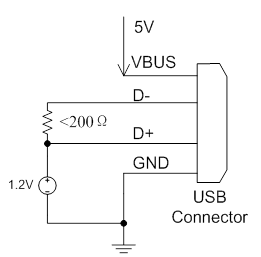 5V
VBUS
D-
<200 Ω
D+
GND
1.2V
USB
Connector